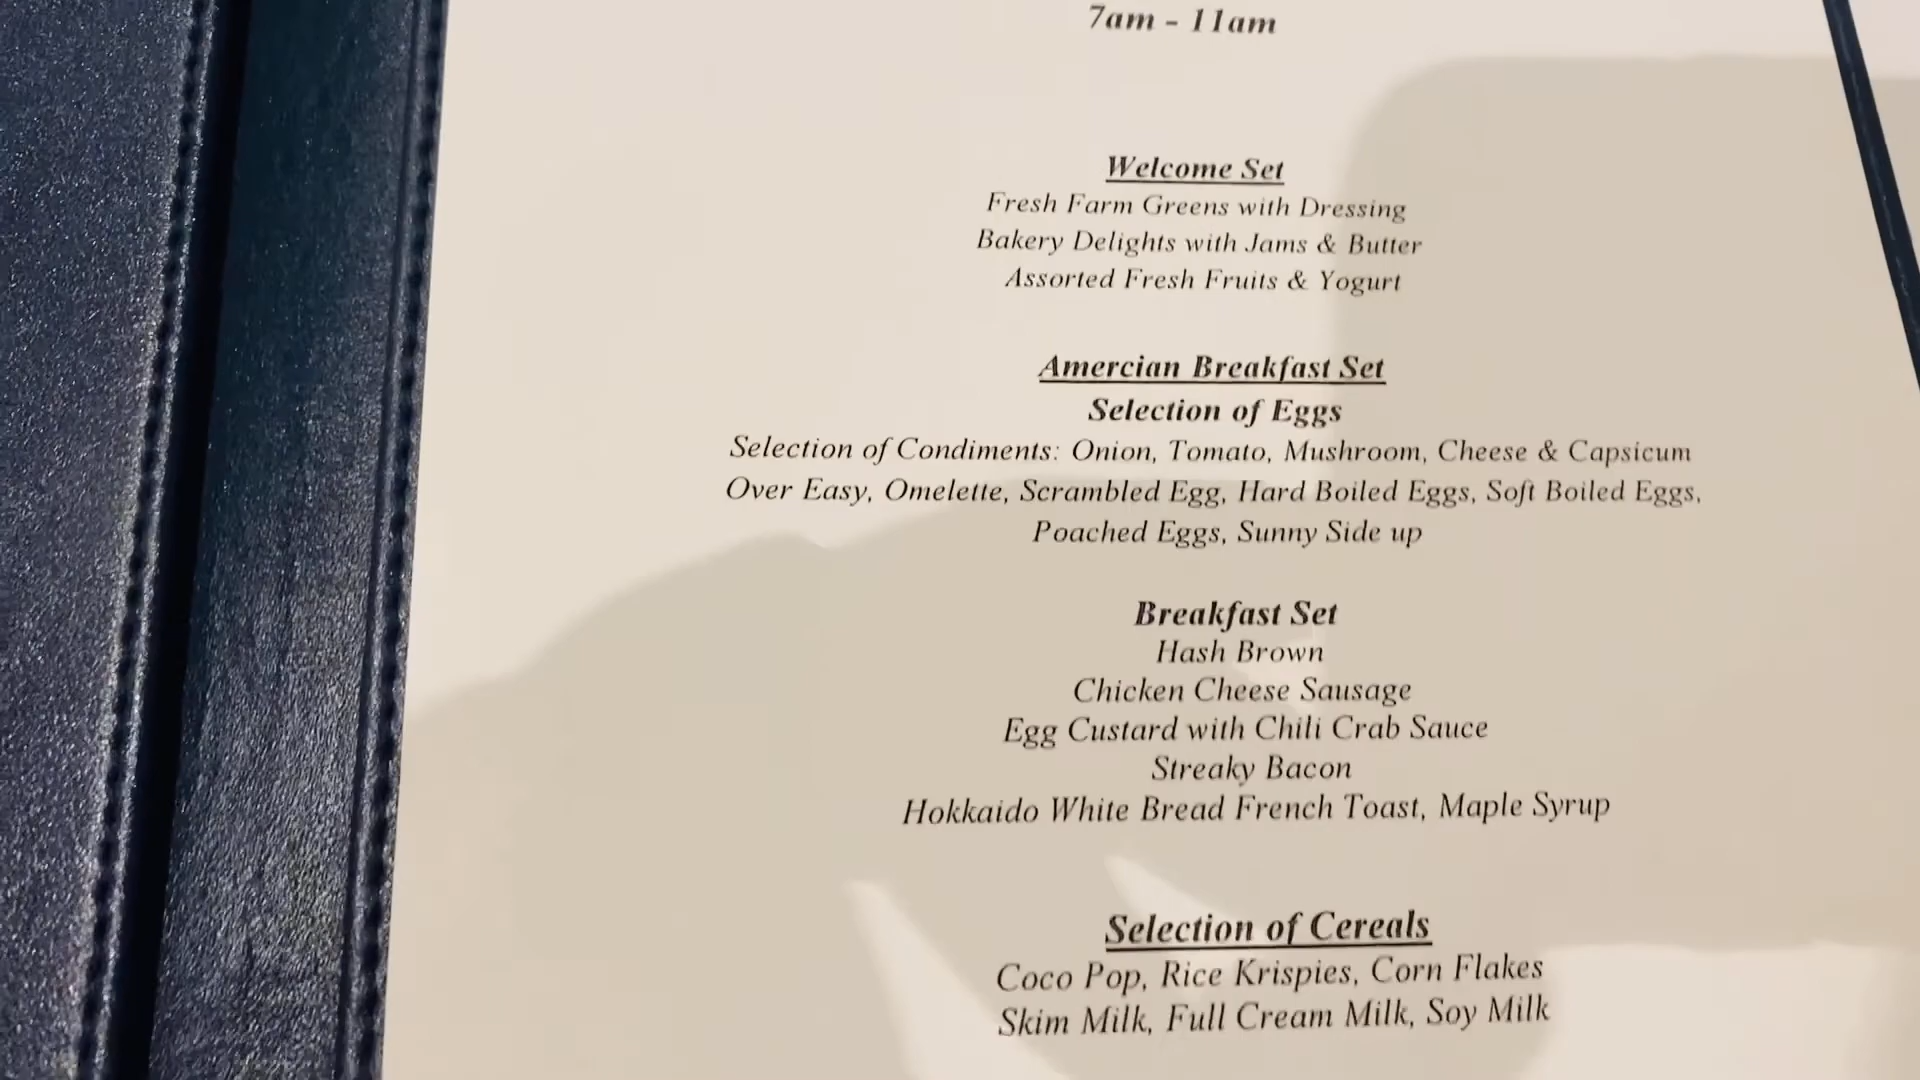 7am - 11am
Welcome Set
Fresh Farm Greens with Dressing
Bakery Delights with Jams & Butter
Assorted Fresh Fruits & Yogurt
Amercian Breakfast Set
Selection of Eggs
Selection of Condiments: Onion, Tomato, Mushroom, Cheese & Capsicum
Over Easy, Omelette, Scrambled Egg, Hard Boiled Eggs, Soft Boiled Eggs,
Poached Eggs, Sunny Side up
Breakfast Set
Hash Brown
Chicken Cheese Sausage
Egg Custard with Chili Crab Sauce
Streaky Bacon
Hokkaido White Bread French Toast, Maple Syrup
Selection of Cereals
Coco Pop, Rice Krispies, Corn Flakes
Skim Milk, Full Cream Milk, Soy Milk